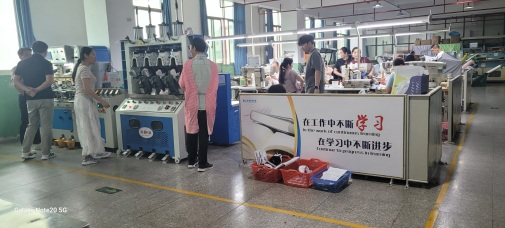 在工作中不断学习
In the work of continuous learning
在学习中不断进步
Continue to progress in learning
Galaxy Note20 5G